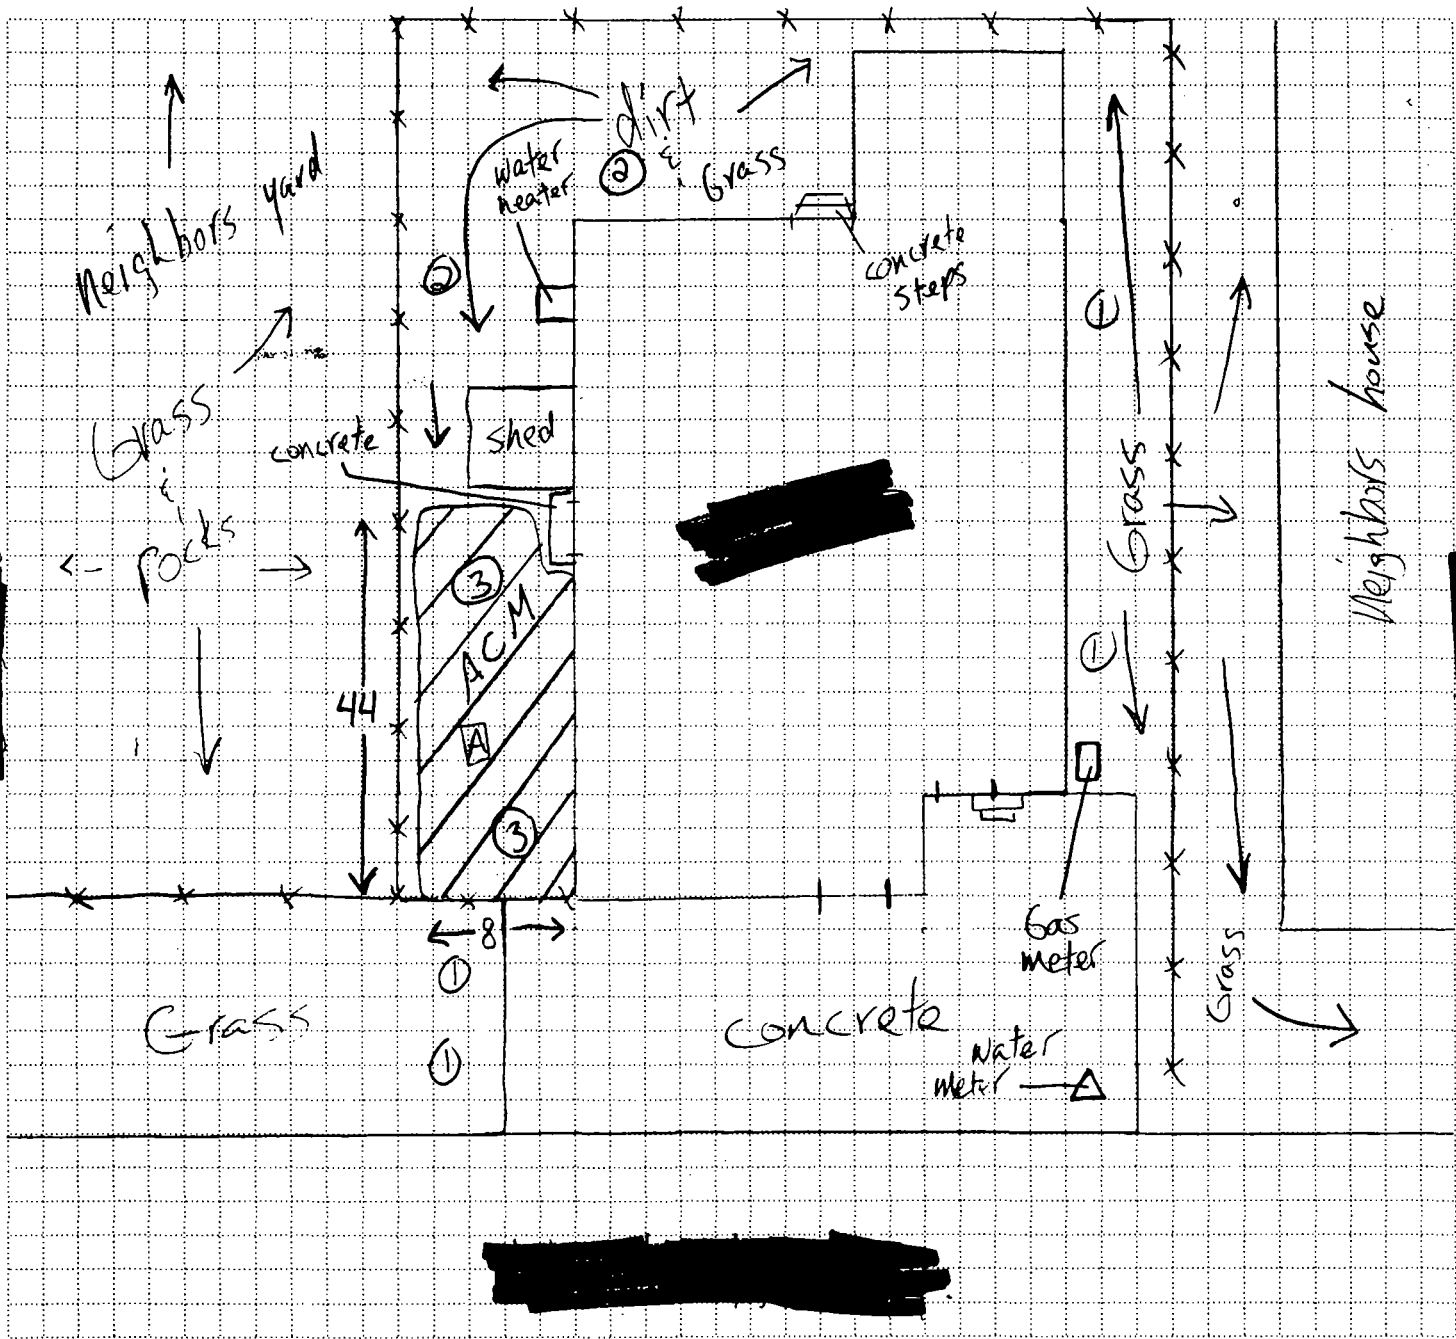 dirt
&
② Grass
water
heater
Neighbors yard
②
concrete
steps
①
Neighbors house
Grass
&
rocks
concrete
shed
Grass
③
ACM
①
44
A
③
8
Gas
meter
①
Grass
Grass
concrete
①
water
meter